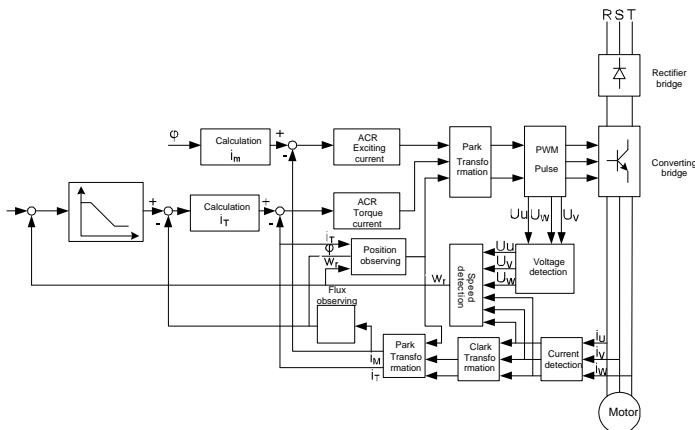 R S T
Rectifier
bridge
φ
Calculation
im
+
-
ACR
Exciting
current
Park
Transfo
rmation
PWM
Pulse
Converting
bridge
+
-
Calculation
iT
+
-
ACR
Torque
current
Uu Uw Uv
iT
φ
wr
Position
observing
wr
Speed
detection
Uu
Uv
Uw
Voltage
detection
Flux
observing
iM
iT
Park
Transfo
rmation
Clark
Transfo
rmation
Current
detection
iu
iv
iw
Motor